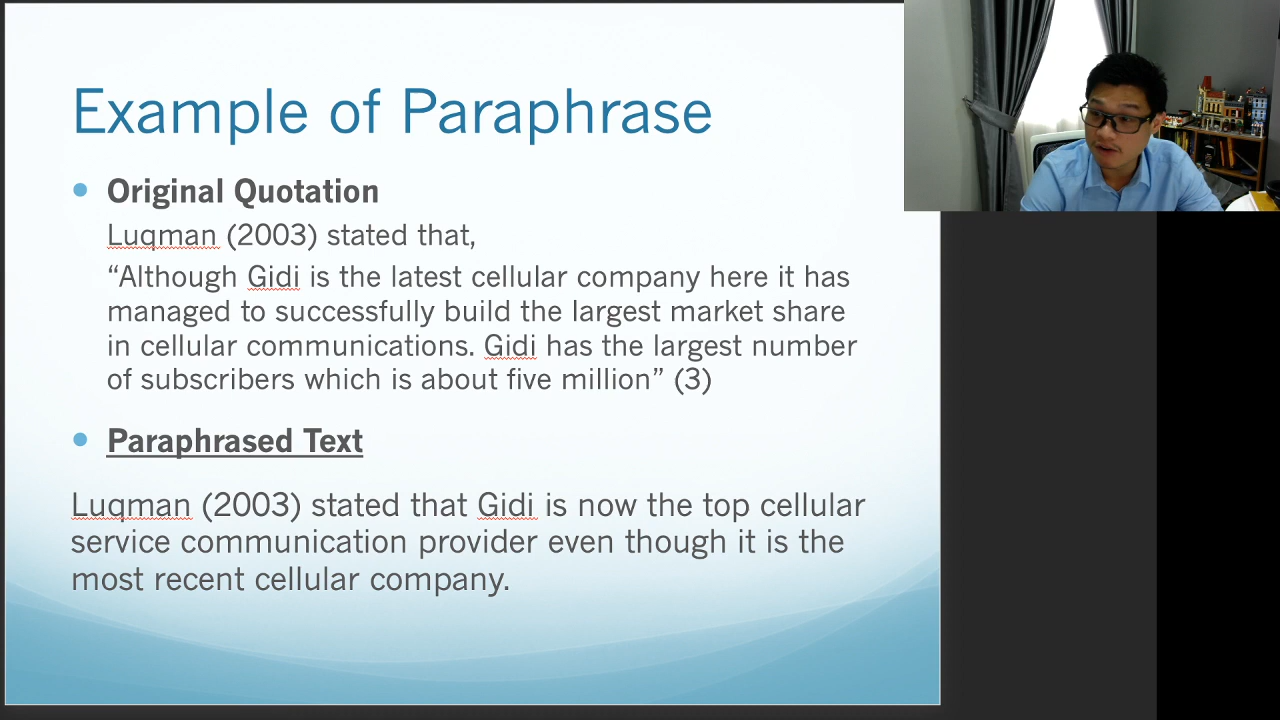 Example of Paraphrase
• Original Quotation
Luqman (2003) stated that,
“Although Gidi is the latest cellular company here it has
managed to successfully build the largest market share
in cellular communications. Gidi has the largest number
of subscribers which is about five million” (3)
• Paraphrased Text
Luqman (2003) stated that Gidi is now the top cellular
service communication provider even though it is the
most recent cellular company.